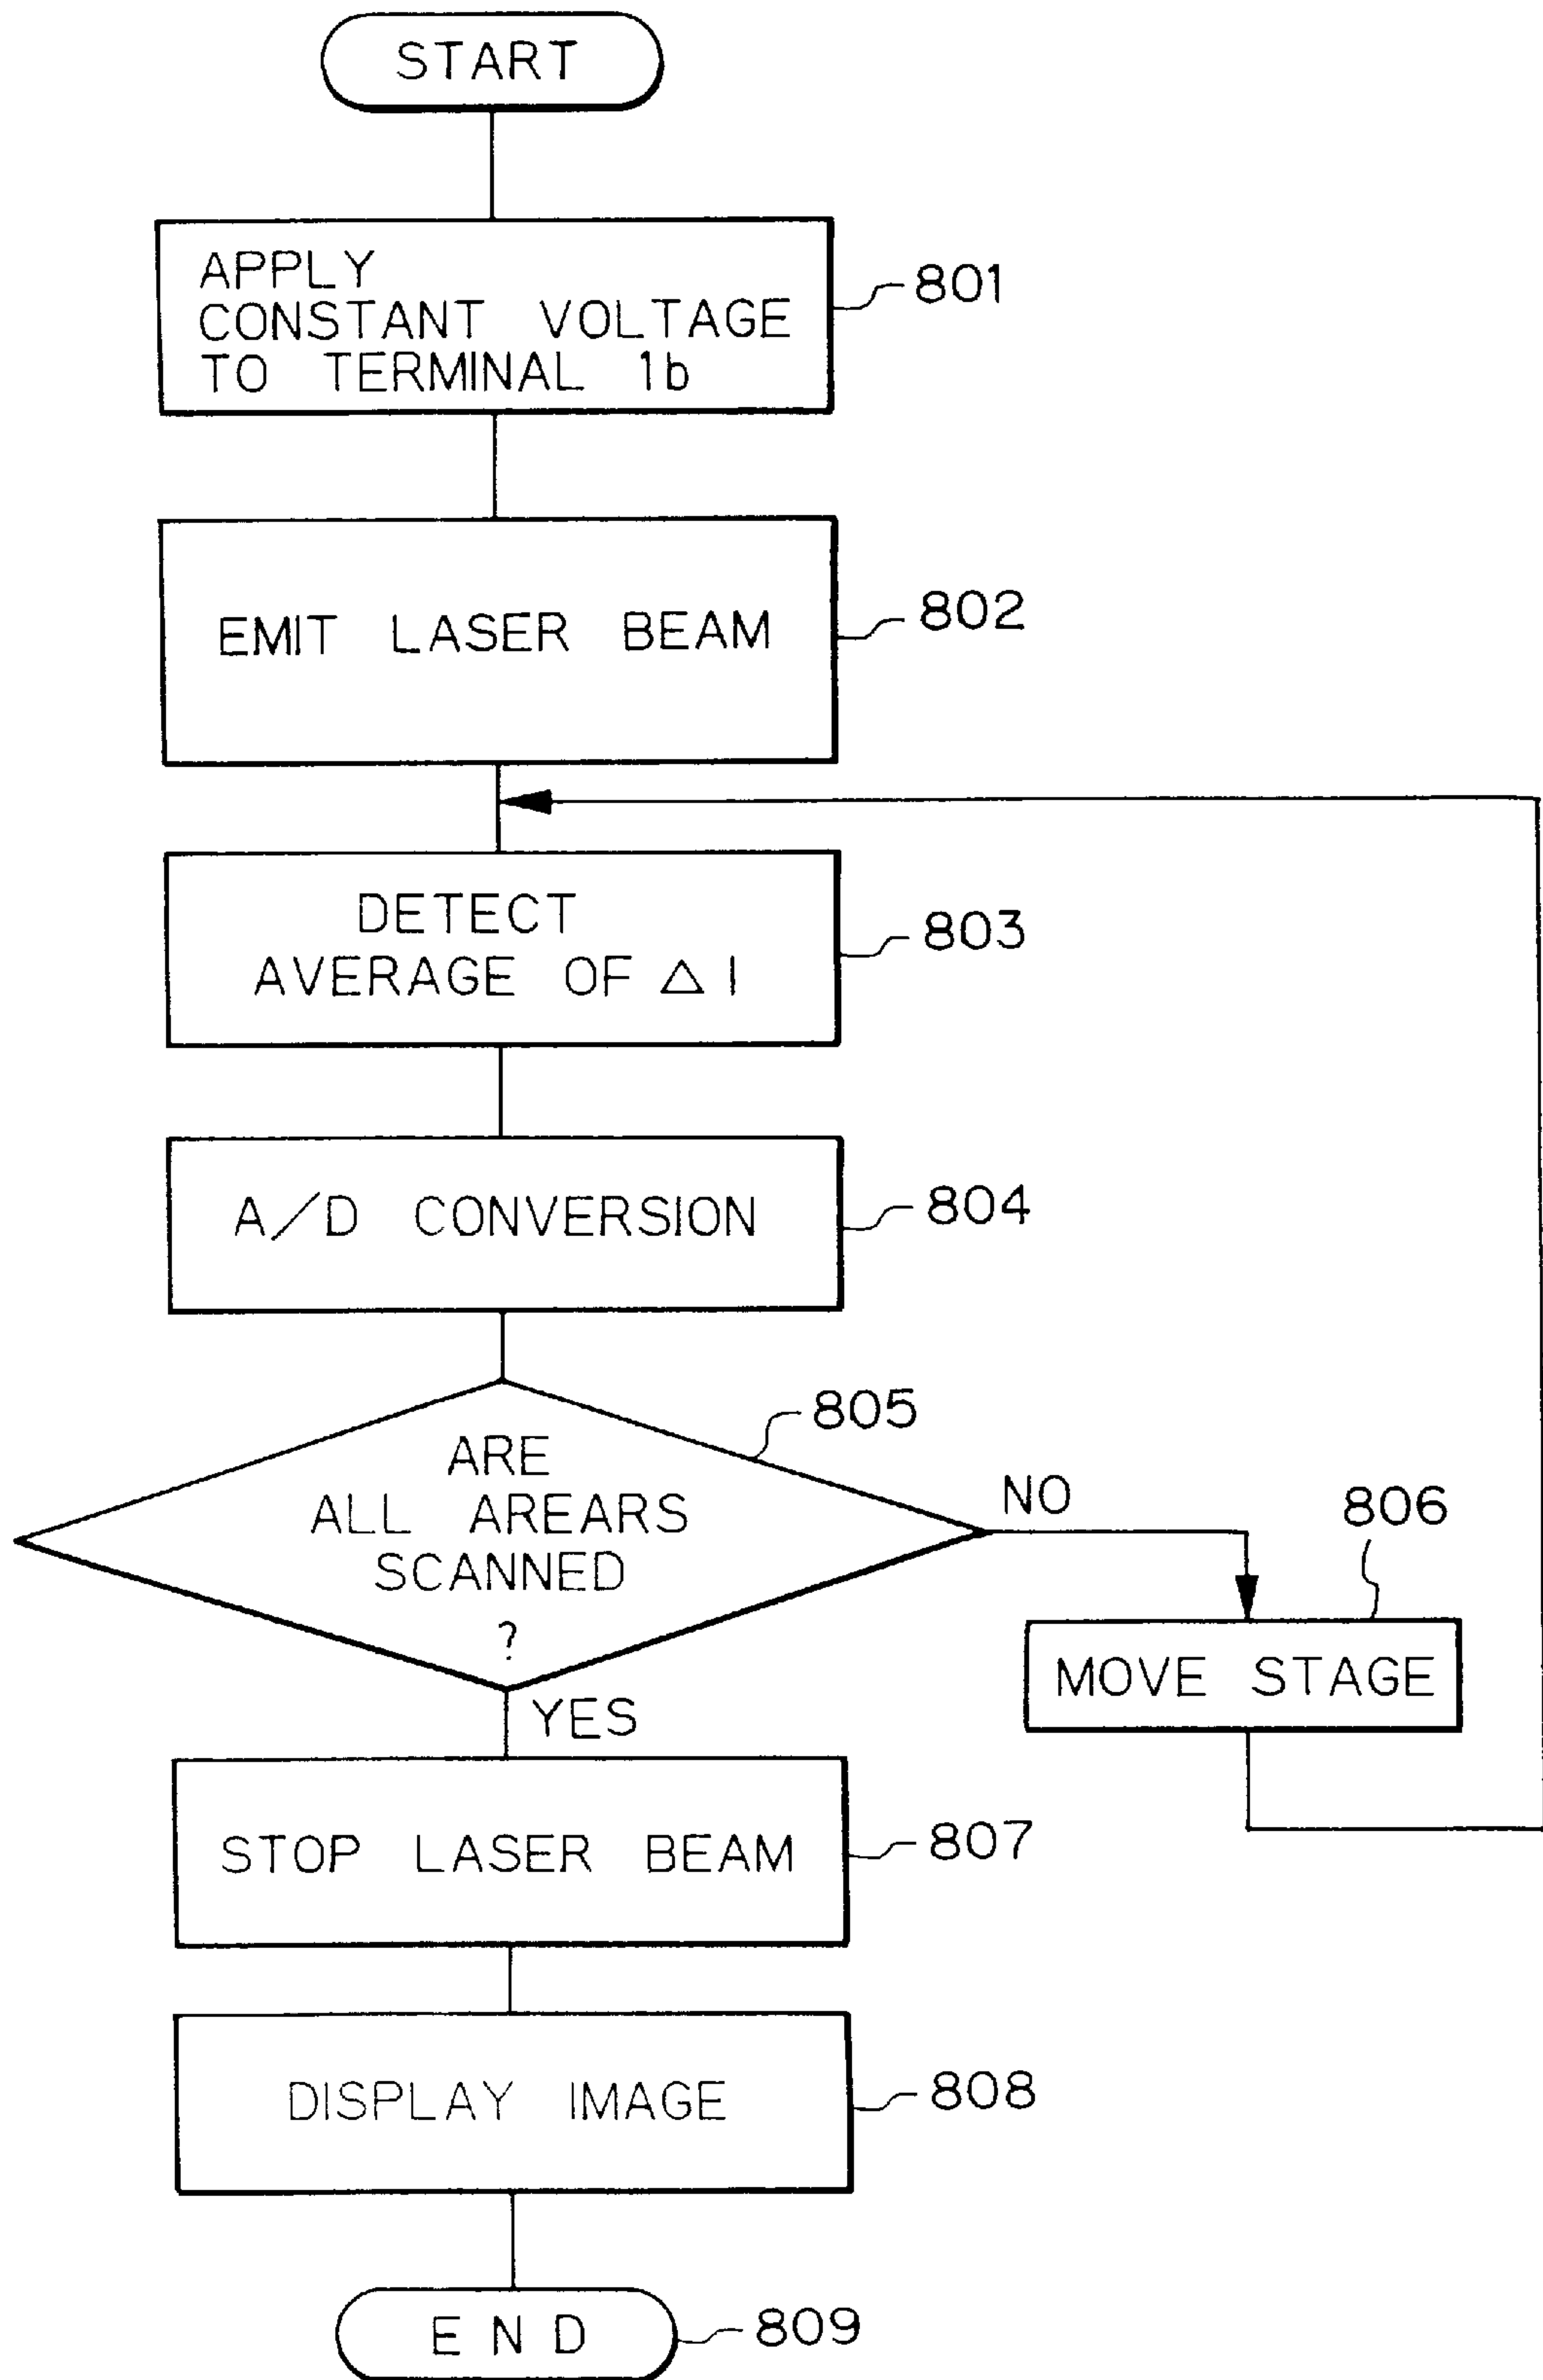 START
APPLY
CONSTANT VOLTAGE
TO TERMINAL 1b
801
EMIT LASER BEAM
802
DETECT
AVERAGE OF △ I
803
A/D CONVERSION
804
805
ARE
ALL AREARS
SCANNED
?
NO
806
MOVE STAGE
YES
STOP LASER BEAM
807
DISPLAY IMAGE
808
END
809